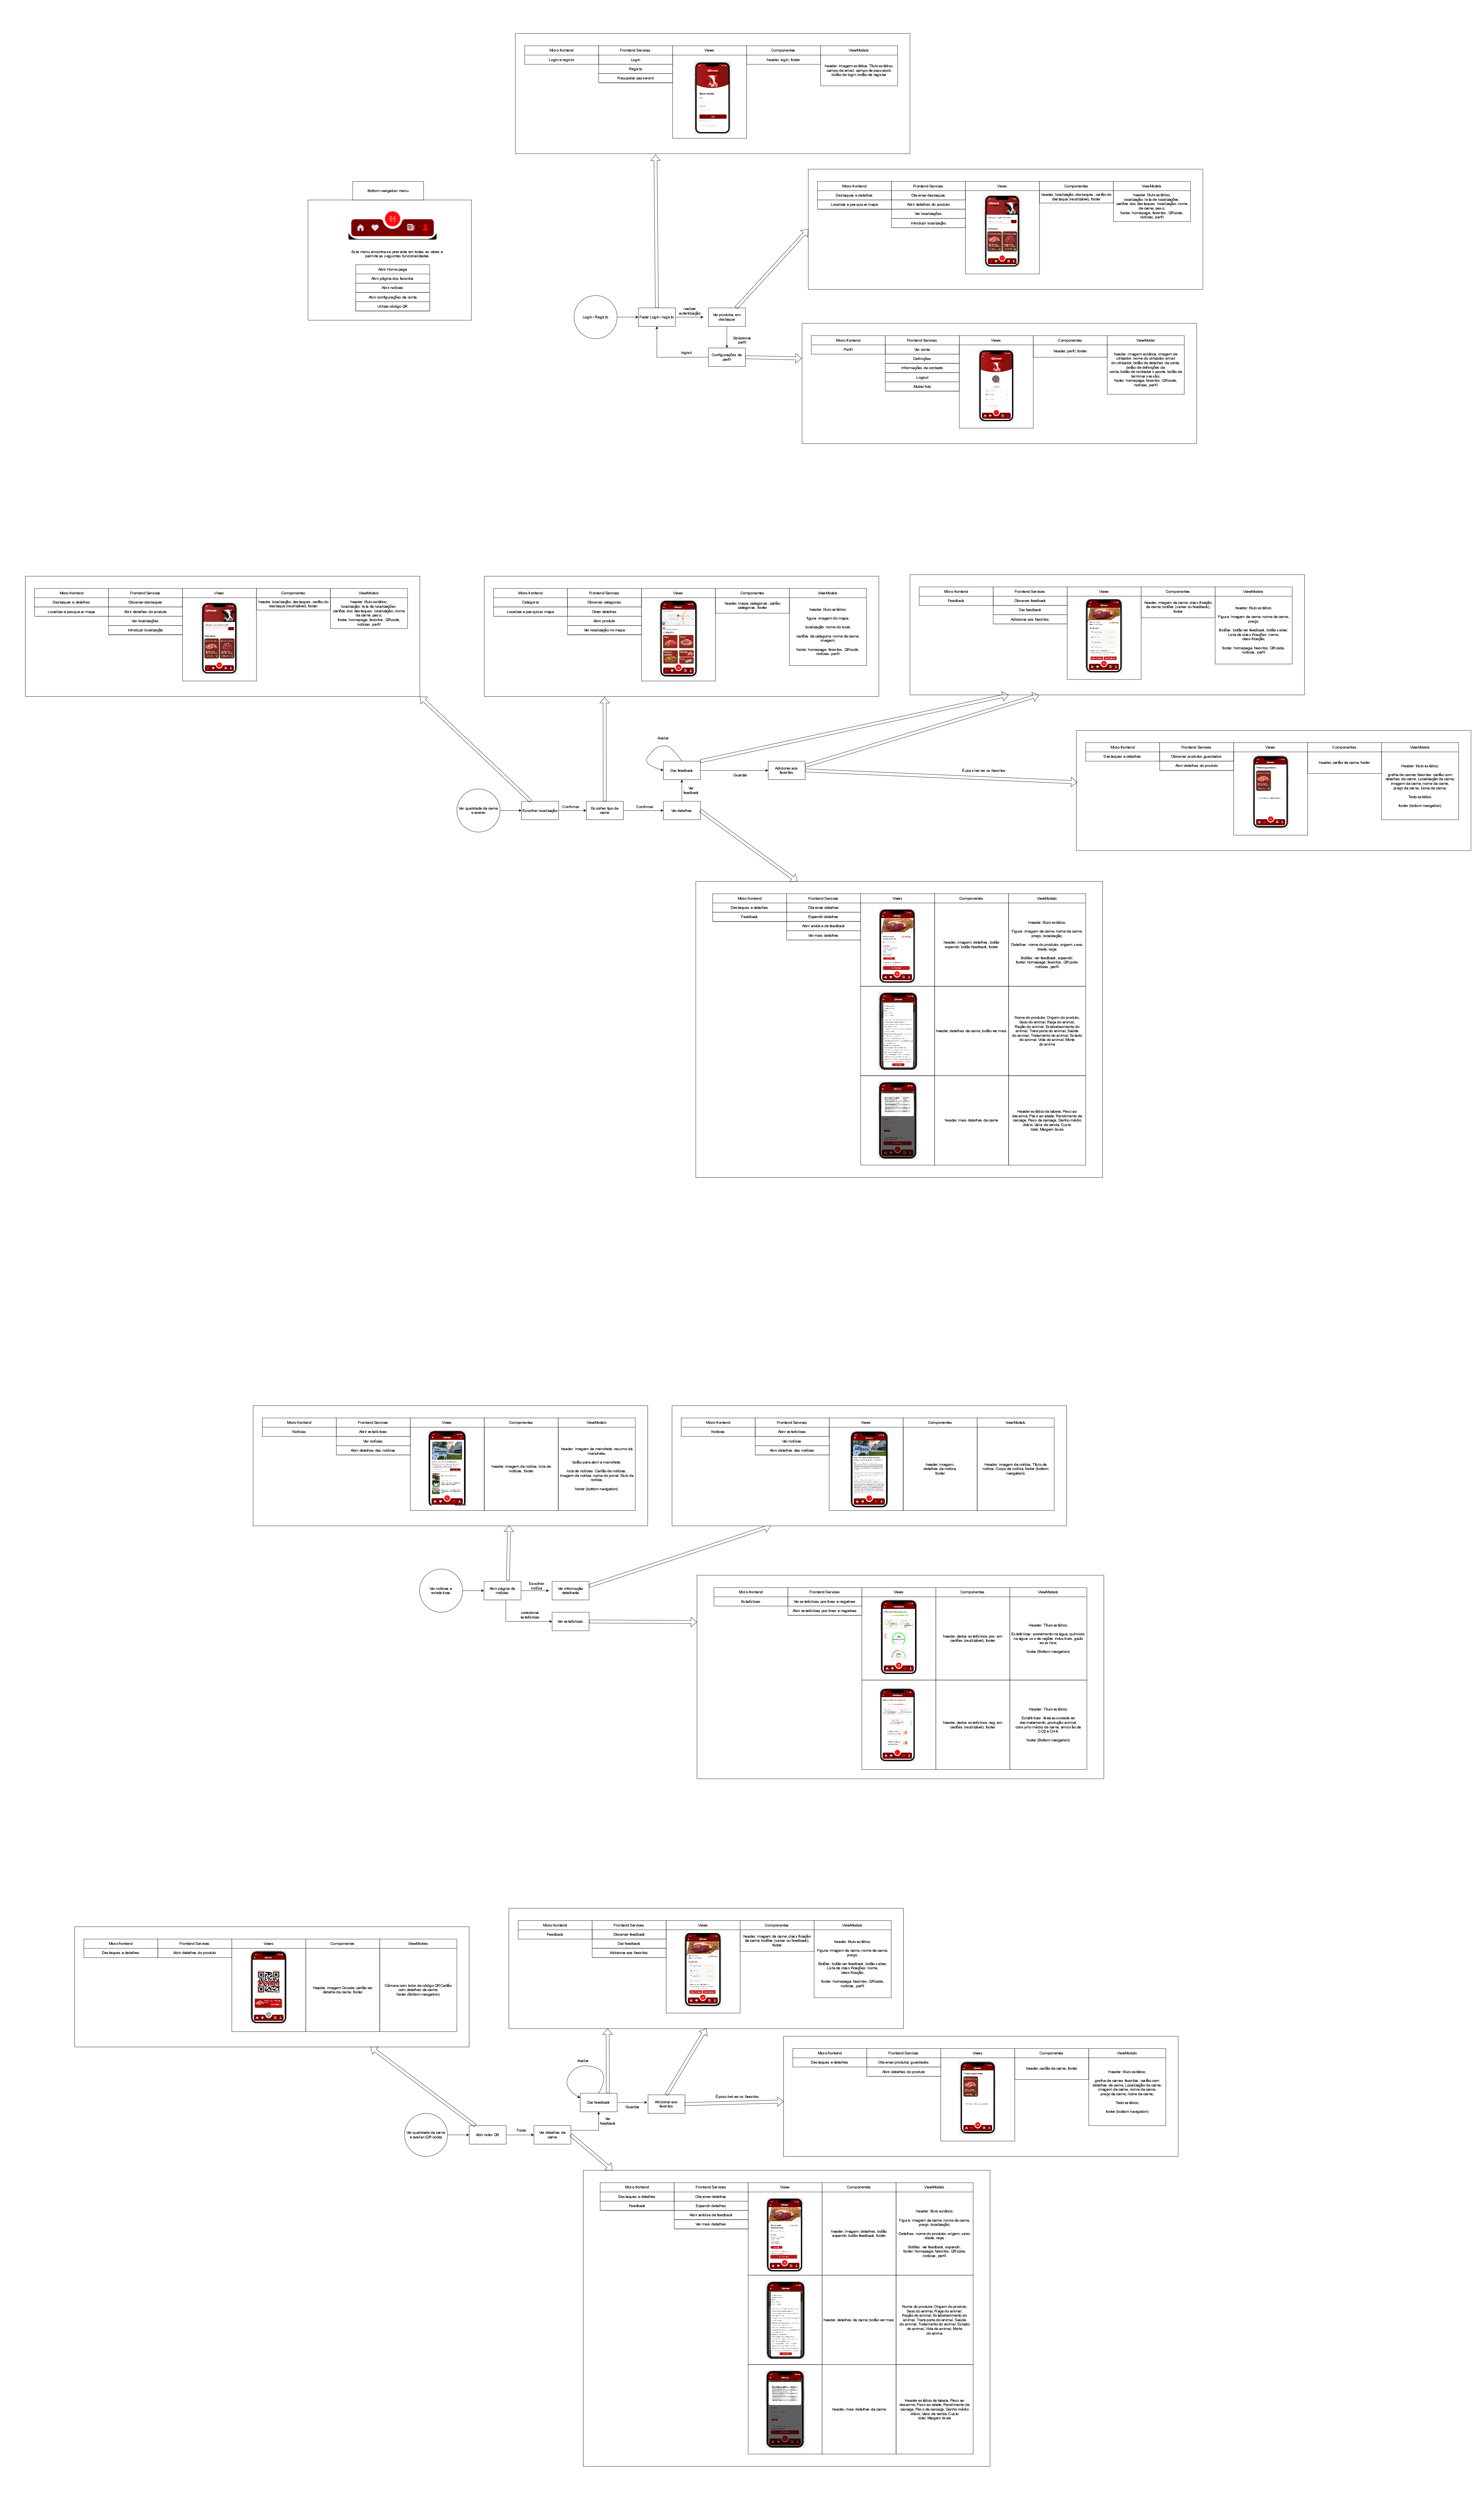 Micro-frontend
Frontend Services
Views
Componentes
ViewModels
Login e registo
Login
header, login, footer
Registo
Recuperar password
header: imagem estática, Título estático,
campo de email, campo de password,
botão de login, botão de registar
Bottom navigation menu
Este menu encontra-se presente em todas as views e
permite as seguintes funcionalidades
Abrir Home page
Abrir página dos favoritos
Abrir notícias
Abrir configurações da conta
Utilizar código QR
Micro-frontend
Frontend Services
Views
Componentes
ViewModels
Destaques e detalhes
Observar destaques
Localizar e pesquisar mapa
Abrir detalhes do produto
Ver localizações
Introduzir localização
header, localização, destaques, cartão do
destaque (reutilizável), footer
header: título estático;
localização: lista de localizações;
cartões dos destaques: localização, nome
da carne, peso;
footer: homepage, favoritos, QRcode,
notícias, perfil
Login / Registo
Fazer Login / registo
realizar
autenticação
Ver produtos em
destaque
Selecionar
perfil
logout
Configurações de
perfil
Micro-frontend
Frontend Services
Views
Componentes
ViewModel
Perfil
Ver conta
Definições
Informações de contacto
Logout
Mudar foto
header, perfil, footer
header: imagem estática, imagem de
utilizador, nome do utilizador, email
do utilizador, botão de detalhes da conta,
botão de definições da
conta, botão de contactar suporte, botão de
terminar sessão;
footer: homepage, favoritos, QRcode,
notícias, perfil
Micro-frontend
Frontend Services
Views
Componentes
ViewModels
Destaques e detalhes
Observar destaques
Localizar e pesquisar mapa
Abrir detalhes do produto
Ver localizações
Introduzir localização
header, localização, destaques, cartão do
destaque (reutilizável), footer
header: título estático;
localização: lista de localizações;
cartões dos destaques: localização, nome
da carne, peso;
footer: homepage, favoritos, QRcode,
notícias, perfil
Micro-frontend
Frontend Services
Views
Componentes
ViewModels
Categoria
Observar categorias
Localizar e pesquisar mapa
Obter detalhes
Abrir produto
Ver localização no mapa
header, mapa, categorias, cartão
categorias, footer
header: título estático
figura: imagem do mapa;
localização: nome do local;
cartões da categoria: nome da carne,
imagem;
footer: homepage, favoritos, QRcode,
notícias, perfil
Micro-frontend
Frontend Services
Views
Componentes
ViewModels
Feedback
Observar feedback
Dar feedback
Adicionar aos favoritos
header, imagem da carne, classificação
da carne, botões (salvar ou feedback),
footer
header: título estático;
Figura: imagem da carne, nome da carne,
preço;
Botões: botão ver feedback, botão salvar;
Lista de classificações: nome,
classificação;
footer: homepage, favoritos, QRcode,
notícias, perfil
Avaliar
Dar feedback
Guardar
Adicionar aos
favoritos
É possível ver os favoritos
Ver
feedback
Ver qualidade da carne
e avaliar
Escolher localização
Confirmar
Escolher tipo de
carne
Confirmar
Ver detalhes
Micro-frontend
Frontend Services
Views
Componentes
ViewModels
Destaques e detalhes
Observar produtos guardados
Abrir detalhes do produto
header, cartão da carne, footer
Header: título estático;
grelha de carnes favoritas: cartão com
detalhes da carne, Localização da carne,
imagem da carne, nome da carne,
preço da carne, ícone da carne;
Texto estático;
footer (bottom navigation)
Micro-frontend
Frontend Services
Views
Componentes
ViewModels
Destaques e detalhes
Observar detalhes
Feedback
Expandir detalhes
Abrir análise de feedback
Ver mais detalhes
header, imagem, detalhes, botão
expandir, botão feedback, footer
Header: título estático;
Figura: imagem da carne, nome da carne,
preço, localização;
Detalhes: nome do produtor, origem, sexo,
idade, raça;
Botões: ver feedback, expandir;
footer: homepage, favoritos, QRcode,
notícias, perfil
header, detalhes da carne, botão ver mais
Nome do produtor, Origem do produto,
Sexo do animal, Raça do animal,
Ração do animal, Estabelecimento do
animal, Transporte do animal, Saúde
do animal, Tratamento do animal, Estado
do animal, Vida do animal, Morte
do animal
header, mais detalhes da carne
Header estático da tabela, Peso ao
desarme, Peso ao abate, Rendimento da
carcaça, Peso da carcaça, Ganho médio
diário, Valor de venda, Custo
total, Margem bruta
Micro-frontend
Frontend Services
Views
Componentes
ViewModels
Notícias
Abrir estatísticas
Ver notícias
Abrir detalhes das notícias
header, imagem da notícia, lista de
notícias, footer
header: imagem da manchete, resumo da
manchete,
botão para abrir a manchete;
lista de notícias: Cartão de notícias,
imagem da notícia, nome do jornal, título da
notícia;
footer (bottom navigation)
Micro-frontend
Frontend Services
Views
Componentes
ViewModels
Notícias
Abrir estatísticas
Ver notícias
Abrir detalhes das notícias
header, imagem,
detalhes da notícia,
footer
Header: imagem da notícia, Título da
notícia, Corpo de notícia, footer (bottom
navigation)
Ver notícias e
estatísticas
Abrir página de
notícias
Escolher
notícia
Ver informação
detalhada
selecionar
estatísticas
Ver estatísticas
Micro-frontend
Frontend Services
Views
Componentes
ViewModels
Estatísticas
Ver estatísticas positivas e negativas
Abrir estatísticas positivas e negativas
header, dados estatísticos pos. em
cartões (reutilizável), footer
Header: Título estático;
Estatísticas: excremento na água, químicos
na água, uso de rações industriais, gado
ao ar livre;
footer (Bottom navigation)
header, dados estatísticos neg. em
cartões (reutilizável), footer
Header: Título estático;
Estatísticas: área associada ao
desmatamento, produção animal,
consumo médio de carne, emissão de
CO2 e CH4;
footer (Bottom navigation)
Micro-frontend
Frontend Services
Views
Componentes
ViewModels
Destaques e detalhes
Abrir detalhes do produto
Header, imagem Qrcode, cartão ver
detalhe da carne, footer
Câmara com leitor de código QR Cartão
com detalhes da carne;
footer (Bottom navigation)
Micro-frontend
Frontend Services
Views
Componentes
ViewModels
Feedback
Observar feedback
Dar feedback
Adicionar aos favoritos
header, imagem da carne, classificação
da carne, botões (salvar ou feedback),
footer
header: título estático;
Figura: imagem da carne, nome da carne,
preço;
Botões: botão ver feedback, botão salvar;
Lista de classificações: nome,
classificação;
footer: homepage, favoritos, QRcode,
notícias, perfil
Avaliar
Dar feedback
Guardar
Adicionar aos
favoritos
É possível ver os favoritos
Ver
feedback
Ver qualidade da carne
e avaliar (QR code)
Abrir leitor QR
Fazer
Ver detalhes da
carne
Micro-frontend
Frontend Services
Views
Componentes
ViewModels
Destaques e detalhes
Observar produtos guardados
Abrir detalhes do produto
header, cartão da carne, footer
Header: título estático;
grelha de carnes favoritas: cartão com
detalhes da carne, Localização da carne,
imagem da carne, nome da carne,
preço da carne, ícone da carne;
Texto estático;
footer (bottom navigation)
Micro-frontend
Frontend Services
Views
Componentes
ViewModels
Destaques e detalhes
Observar detalhes
Feedback
Expandir detalhes
Abrir análise de feedback
Ver mais detalhes
header, imagem, detalhes, botão
expandir, botão feedback, footer
Header: título estático;
Figura: imagem da carne, nome da carne,
preço, localização;
Detalhes: nome do produtor, origem, sexo,
idade, raça;
Botões: ver feedback, expandir;
footer: homepage, favoritos, QRcode,
notícias, perfil
header, detalhes da carne, botão ver mais
Nome do produtor, Origem do produto,
Sexo do animal, Raça do animal,
Ração do animal, Estabelecimento do
animal, Transporte do animal, Saúde
do animal, Tratamento do animal, Estado
do animal, Vida do animal, Morte
do animal
header, mais detalhes da carne
Header estático da tabela, Peso ao
desarme, Peso ao abate, Rendimento da
carcaça, Peso da carcaça, Ganho médio
diário, Valor de venda, Custo
total, Margem bruta